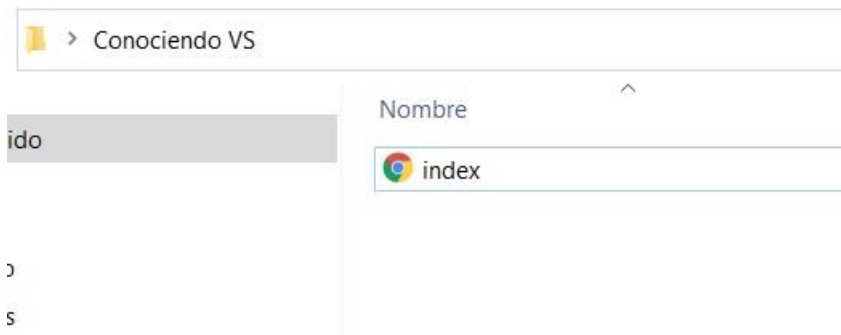 > Conociendo VS
Nombre
ido
index
o
s